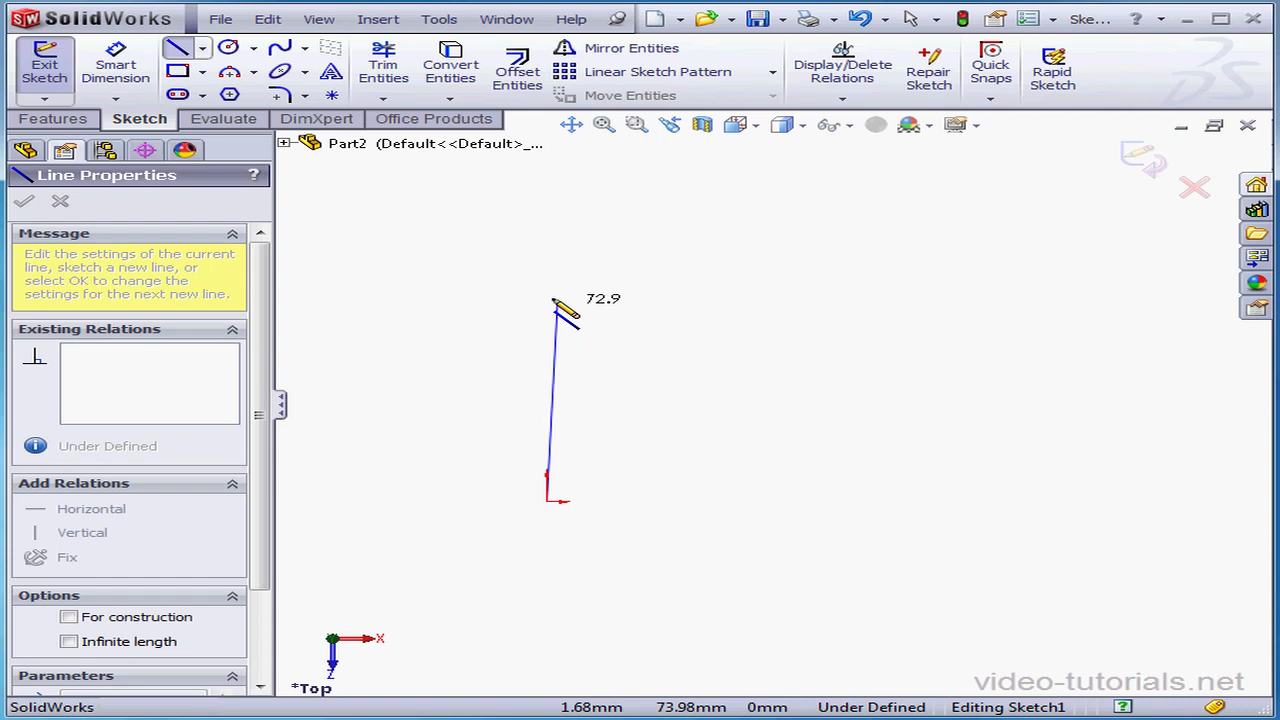 SolidWorks File Edit View Insert Tools Window Help Ske... ?
Exit Sketch
Smart Dimension
Trim Entities
Convert Entities
Offset Entities
Mirror Entities
Linear Sketch Pattern
Move Entities
Display/Delete Relations
Repair Sketch
Quick Snaps
Rapid Sketch
Features Sketch Evaluate DimXpert Office Products
Part2 (Default<<Default>_...
Line Properties ?
Message
Edit the settings of the current
line, sketch a new line, or
select OK to change the
settings for the next new line.
Existing Relations
Under Defined
Add Relations
Horizontal
Vertical
Fix
Options
For construction
Infinite length
Parameters
72.9
X
Z
*Top
video-tutorials.net
SolidWorks 1.68mm 73.98mm 0mm Under Defined Editing Sketch1 ?